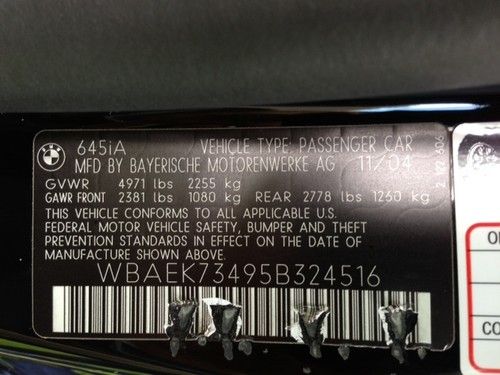 645iA VEHICLE TYPE: PASSENGER CAR
MFD BY BAYERISCHE MOTORENWERKE AG 11/04
GVWR 4971 lbs 2255 kg
GAWR FRONT 2381 lbs 1080 kg REAR 2778 lbs 1260 kg
THIS VEHICLE CONFORMS TO ALL APPLICABLE U.S.
FEDERAL MOTOR VEHICLE SAFETY, BUMPER AND THEFT
PREVENTION STANDARDS IN EFFECT ON THE DATE OF
MANUFACTURE SHOWN ABOVE.
WBAEK73495B324516